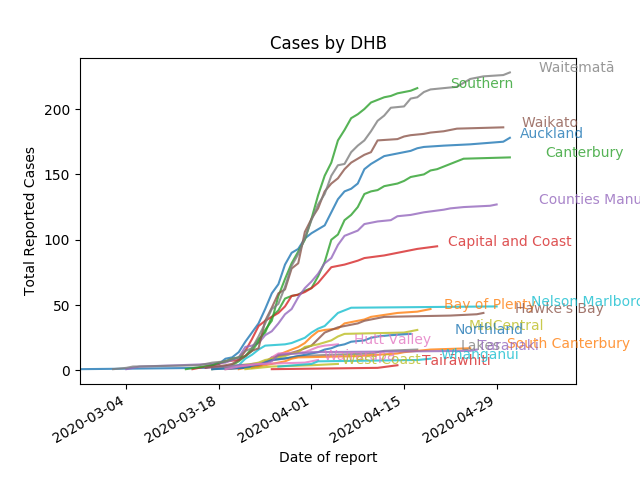 Cases by DHB
Total Reported Cases
200
150
100
50
0
Waitematā
Southern
Waikato
Auckland
Canterbury
Counties Manu
Capital and Coast
Nelson Marlboro
Bay of Plenty
Hawke's Bay
MidCentral
Northland
Hutt Valley
South Canterbury
Lakes
Taranaki
Whanganui
West Coast
Tairāwhiti
2020-03-04
2020-03-18
2020-04-01
2020-04-15
2020-04-29
Date of report